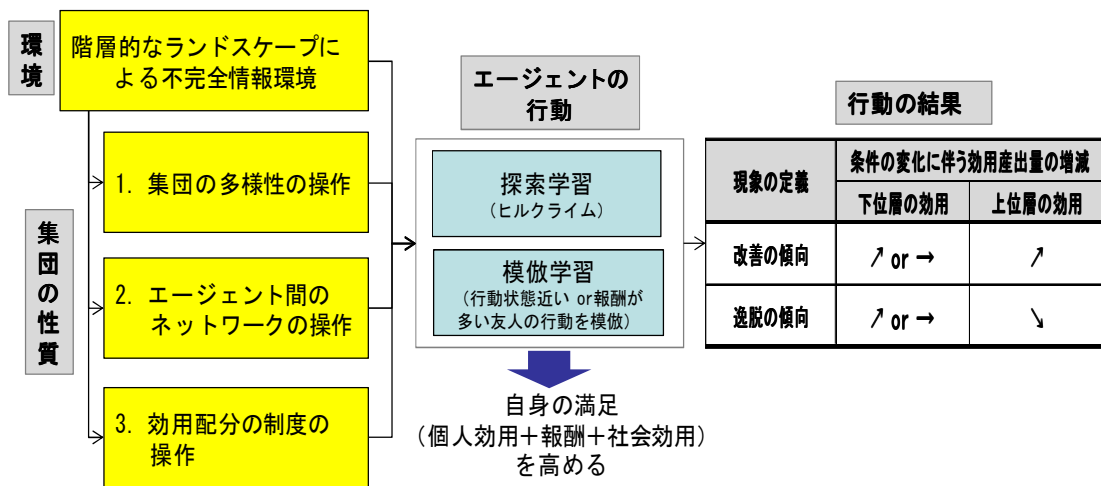 環境
階層的なランドスケープに
よる不完全情報環境
集団の性質
1. 集団の多様性の操作
2. エージェント間の
ネットワークの操作
3. 効用配分の制度の
操作
エージェントの
行動
探索学習
(ヒルクライム)
模倣学習
(行動状態近い or報酬が
多い友人の行動を模倣)
自身の満足
(個人効用+報酬+社会効用)
を高める
行動の結果
現象の定義
条件の変化に伴う効用産出量の増減
下位層の効用
上位層の効用
改善の傾向
↗ or →
↗
逸脱の傾向
↗ or →
↘